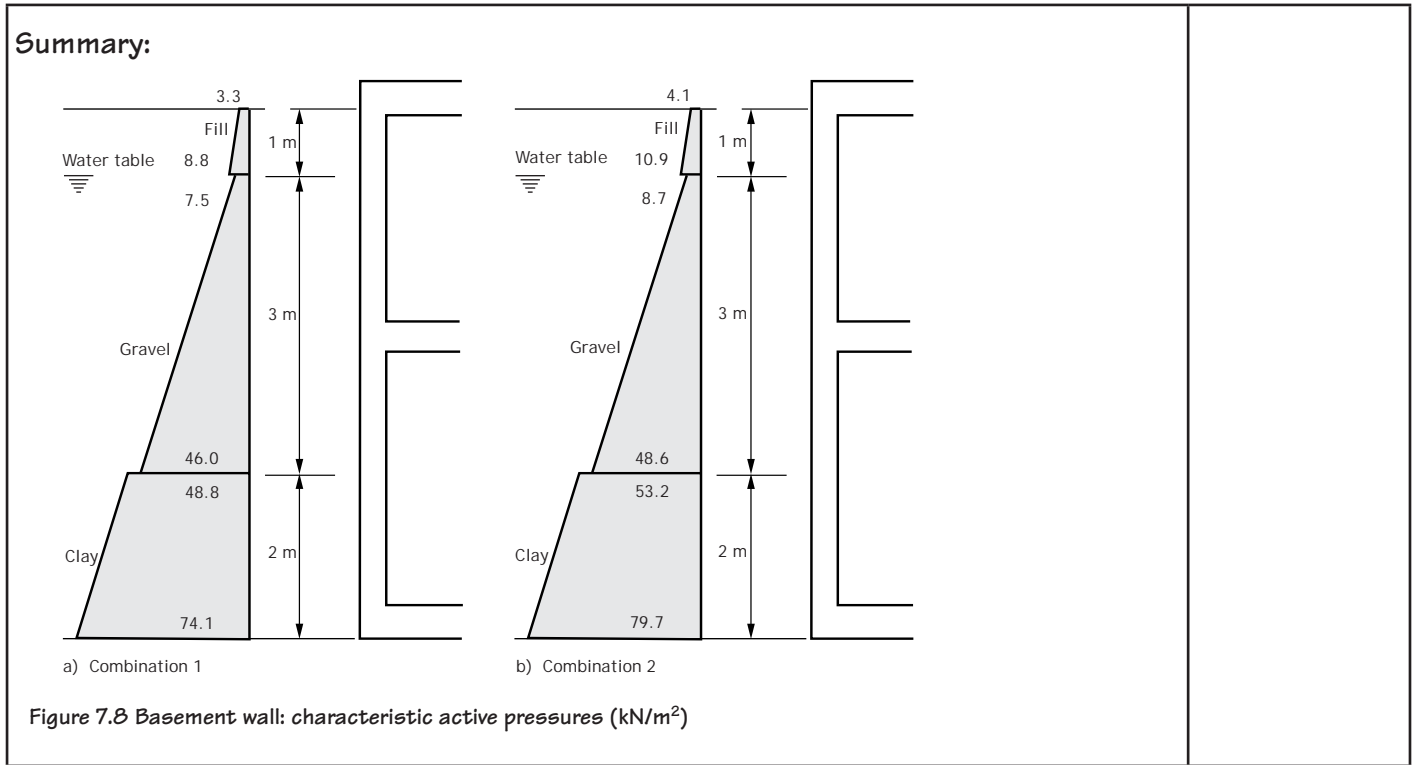 Summary:
3.3
Fill
1 m
Water table 8.8
7.5
3 m
Gravel
46.0
48.8
Clay
2 m
74.1
a) Combination 1
4.1
Fill
1 m
Water table 10.9
8.7
3 m
Gravel
48.6
53.2
Clay
2 m
79.7
b) Combination 2
Figure 7.8 Basement wall: characteristic active pressures (kN/m²)